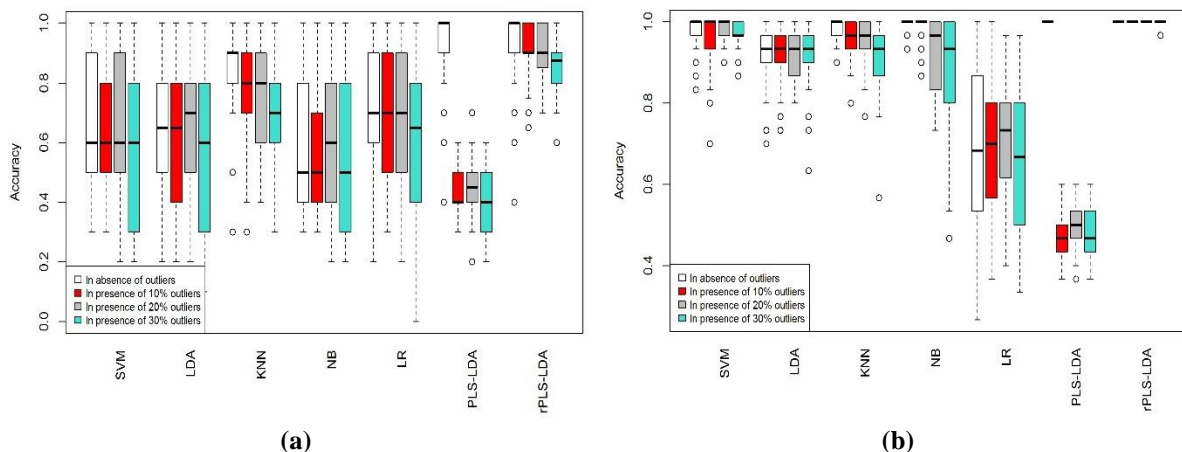 Accuracy
1.0
0.8
0.6
0.4
0.2
0.0
In absence of outliers
In presence of 10% outliers
In presence of 20% outliers
In presence of 30% outliers
SVM
LDA
KNN
NB
LR
PLS-LDA
rPLS-LDA
(a)
Accuracy
1.0
0.8
0.6
0.4
In absence of outliers
In presence of 10% outliers
In presence of 20% outliers
In presence of 30% outliers
SVM
LDA
KNN
NB
LR
PLS-LDA
rPLS-LDA
(b)